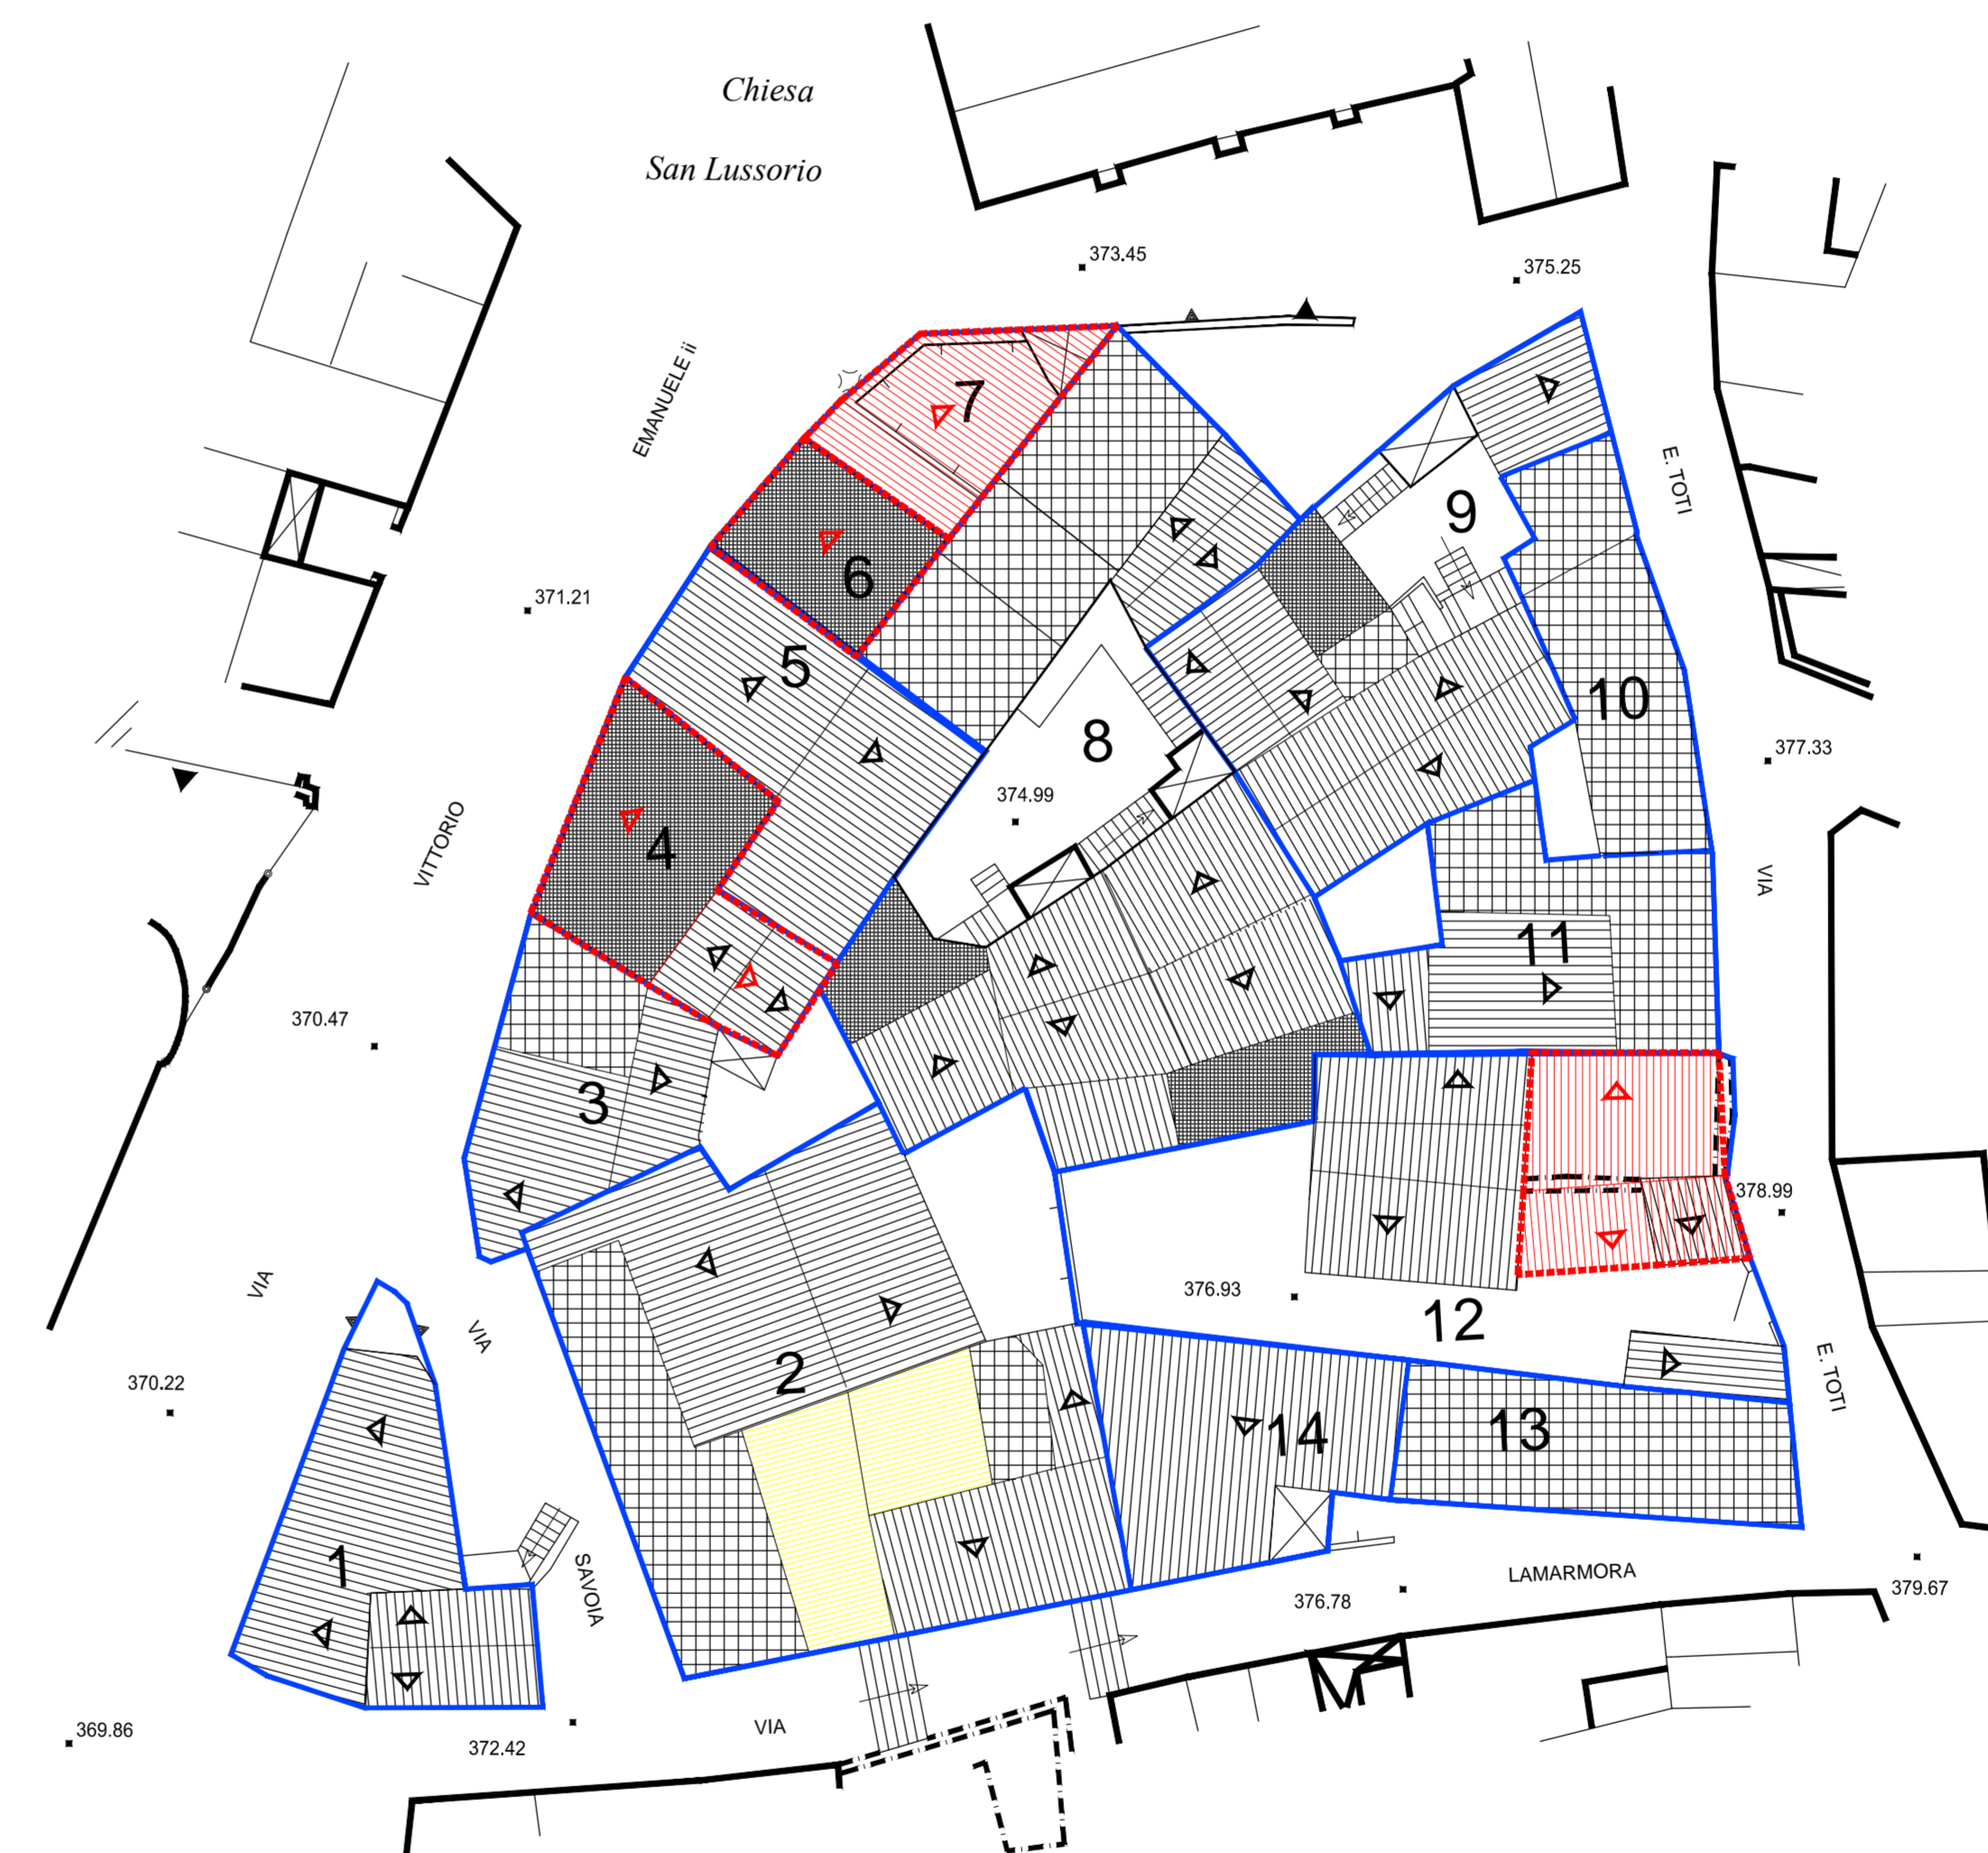 Chiesa
San Lussorio
373.45
375.25
EMANUELE ii
7
E. TOTI
9
6
371.21
5
10
8
377.33
374.99
VITTORIO
4
VIA
11
370.47
3
378.99
VIA
376.93
VIA
12
2
E. TOTI
370.22
14
13
1
SAVOIA
LAMARMORA
376.78
379.67
369.86
372.42
VIA